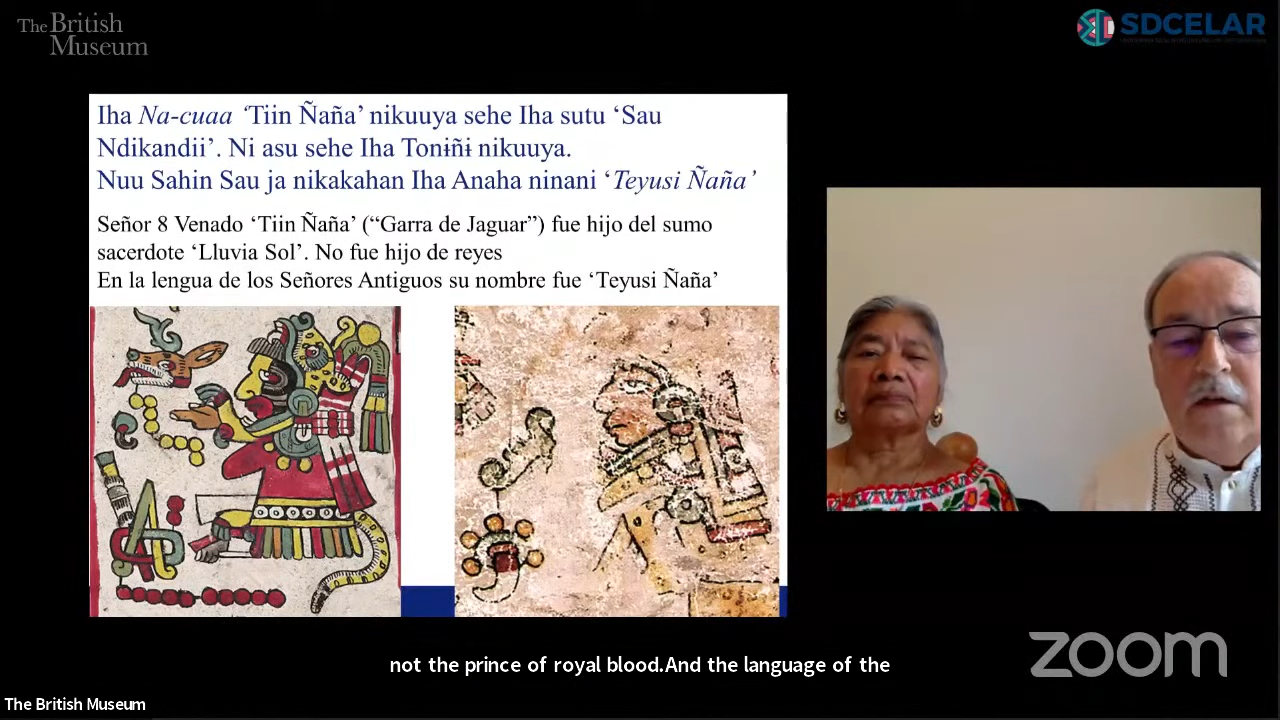 The British
Museum
SDCELAR
Iha Na-cuaa ‘Tiin Ñaña’ nikuuya sehe Iha sutu ‘Sau
Ndikandii’. Ni asu sehe Iha Toniñi nikuuya.
Nuu Sahin Sau ja nikakahan Iha Anaha ninani ‘Teyusi Ñaña’
Señor 8 Venado ‘Tiin Ñaña’ (“Garra de Jaguar”) fue hijo del sumo
sacerdote ‘Lluvia Sol’. No fue hijo de reyes
En la lengua de los Señores Antiguos su nombre fue ‘Teyusi Ñaña’
not the prince of royal blood.And the language of the
zoom
The British Museum